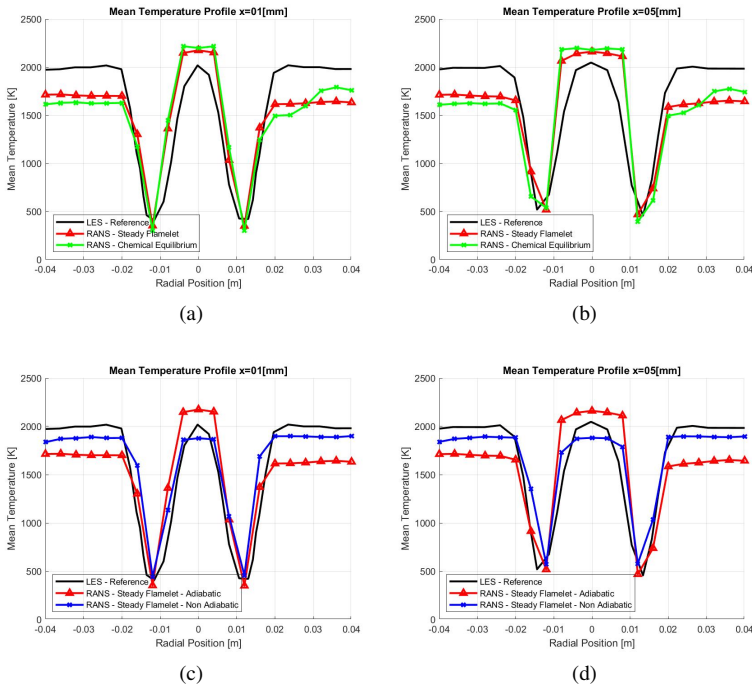 Mean Temperature Profile x=01[mm]
2500
2000
1500
1000
500
0
Mean Temperature [K]
LES - Reference
RANS - Steady Flamelet
RANS - Chemical Equilibrium
-0.04 -0.03 -0.02 -0.01 0 0.01 0.02 0.03 0.04
Radial Position [m]
(a)
Mean Temperature Profile x=05[mm]
2500
2000
1500
1000
500
0
Mean Temperature [K]
LES - Reference
RANS - Steady Flamelet
RANS - Chemical Equilibrium
-0.04 -0.03 -0.02 -0.01 0 0.01 0.02 0.03 0.04
Radial Position [m]
(b)
Mean Temperature Profile x=01[mm]
2500
2000
1500
1000
500
0
Mean Temperature [K]
LES - Reference
RANS - Steady Flamelet - Adiabatic
RANS - Steady Flamelet - Non Adiabatic
-0.04 -0.03 -0.02 -0.01 0 0.01 0.02 0.03 0.04
Radial Position [m]
(c)
Mean Temperature Profile x=05[mm]
2500
2000
1500
1000
500
0
Mean Temperature [K]
LES - Reference
RANS - Steady Flamelet - Adiabatic
RANS - Steady Flamelet - Non Adiabatic
-0.04 -0.03 -0.02 -0.01 0 0.01 0.02 0.03 0.04
Radial Position [m]
(d)